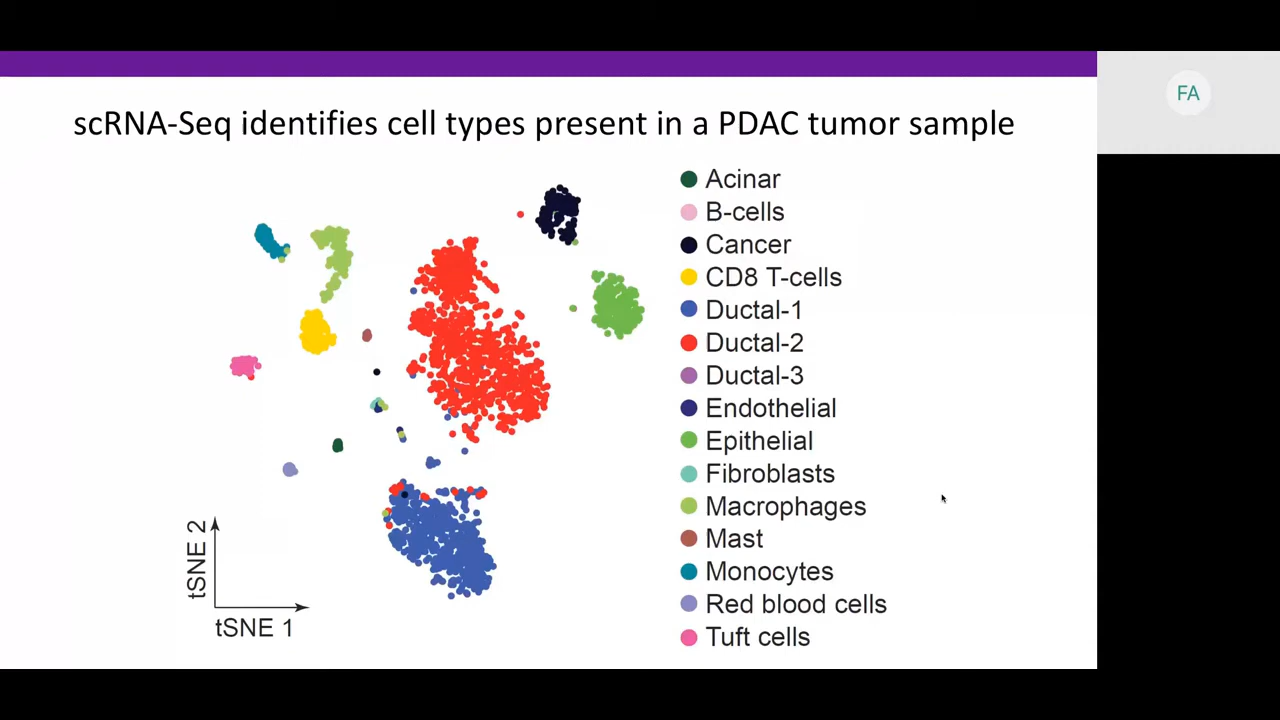 FA
scRNA-Seq identifies cell types present in a PDAC tumor sample
Acinar
B-cells
Cancer
CD8 T-cells
Ductal-1
Ductal-2
Ductal-3
Endothelial
Epithelial
Fibroblasts
Macrophages
Mast
Monocytes
Red blood cells
Tuft cells
tSNE 2
tSNE 1